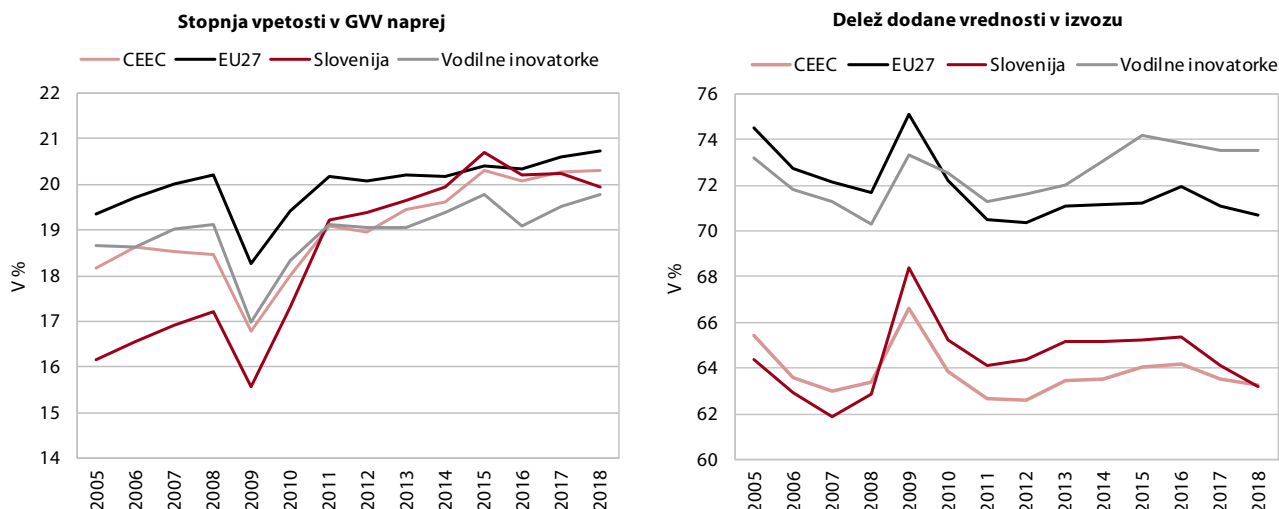 Stopnja vpetosti v GVV naprej
CEEC EU27 Slovenija Vodilne inovatorke
V %
22
21
20
19
18
17
16
15
14
2005 2006 2007 2008 2009 2010 2011 2012 2013 2014 2015 2016 2017 2018
Delež dodane vrednosti v izvozu
CEEC EU27 Slovenija Vodilne inovatorke
V %
76
74
72
70
68
66
64
62
60
2005 2006 2007 2008 2009 2010 2011 2012 2013 2014 2015 2016 2017 2018